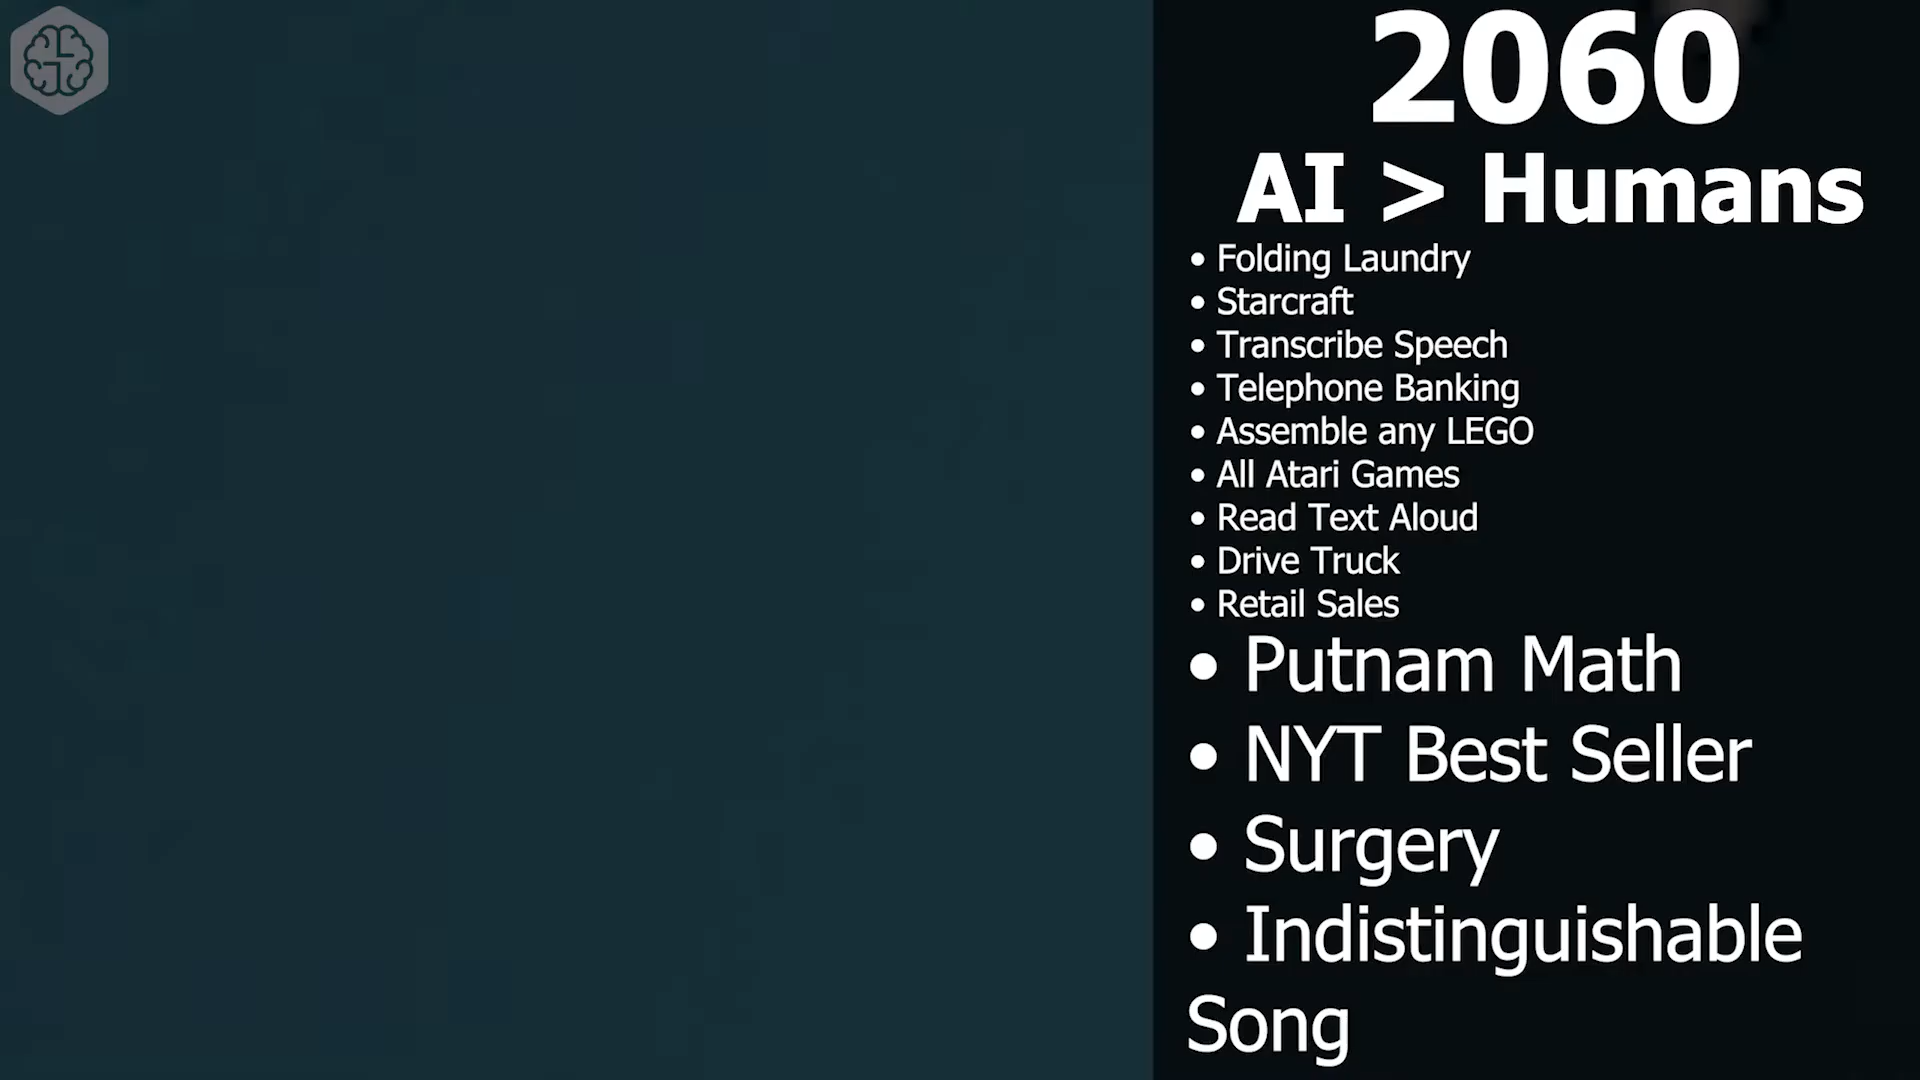 2060
AI > Humans
• Folding Laundry
• Starcraft
• Transcribe Speech
• Telephone Banking
• Assemble any LEGO
• All Atari Games
• Read Text Aloud
• Drive Truck
• Retail Sales
• Putnam Math
• NYT Best Seller
• Surgery
• Indistinguishable
Song